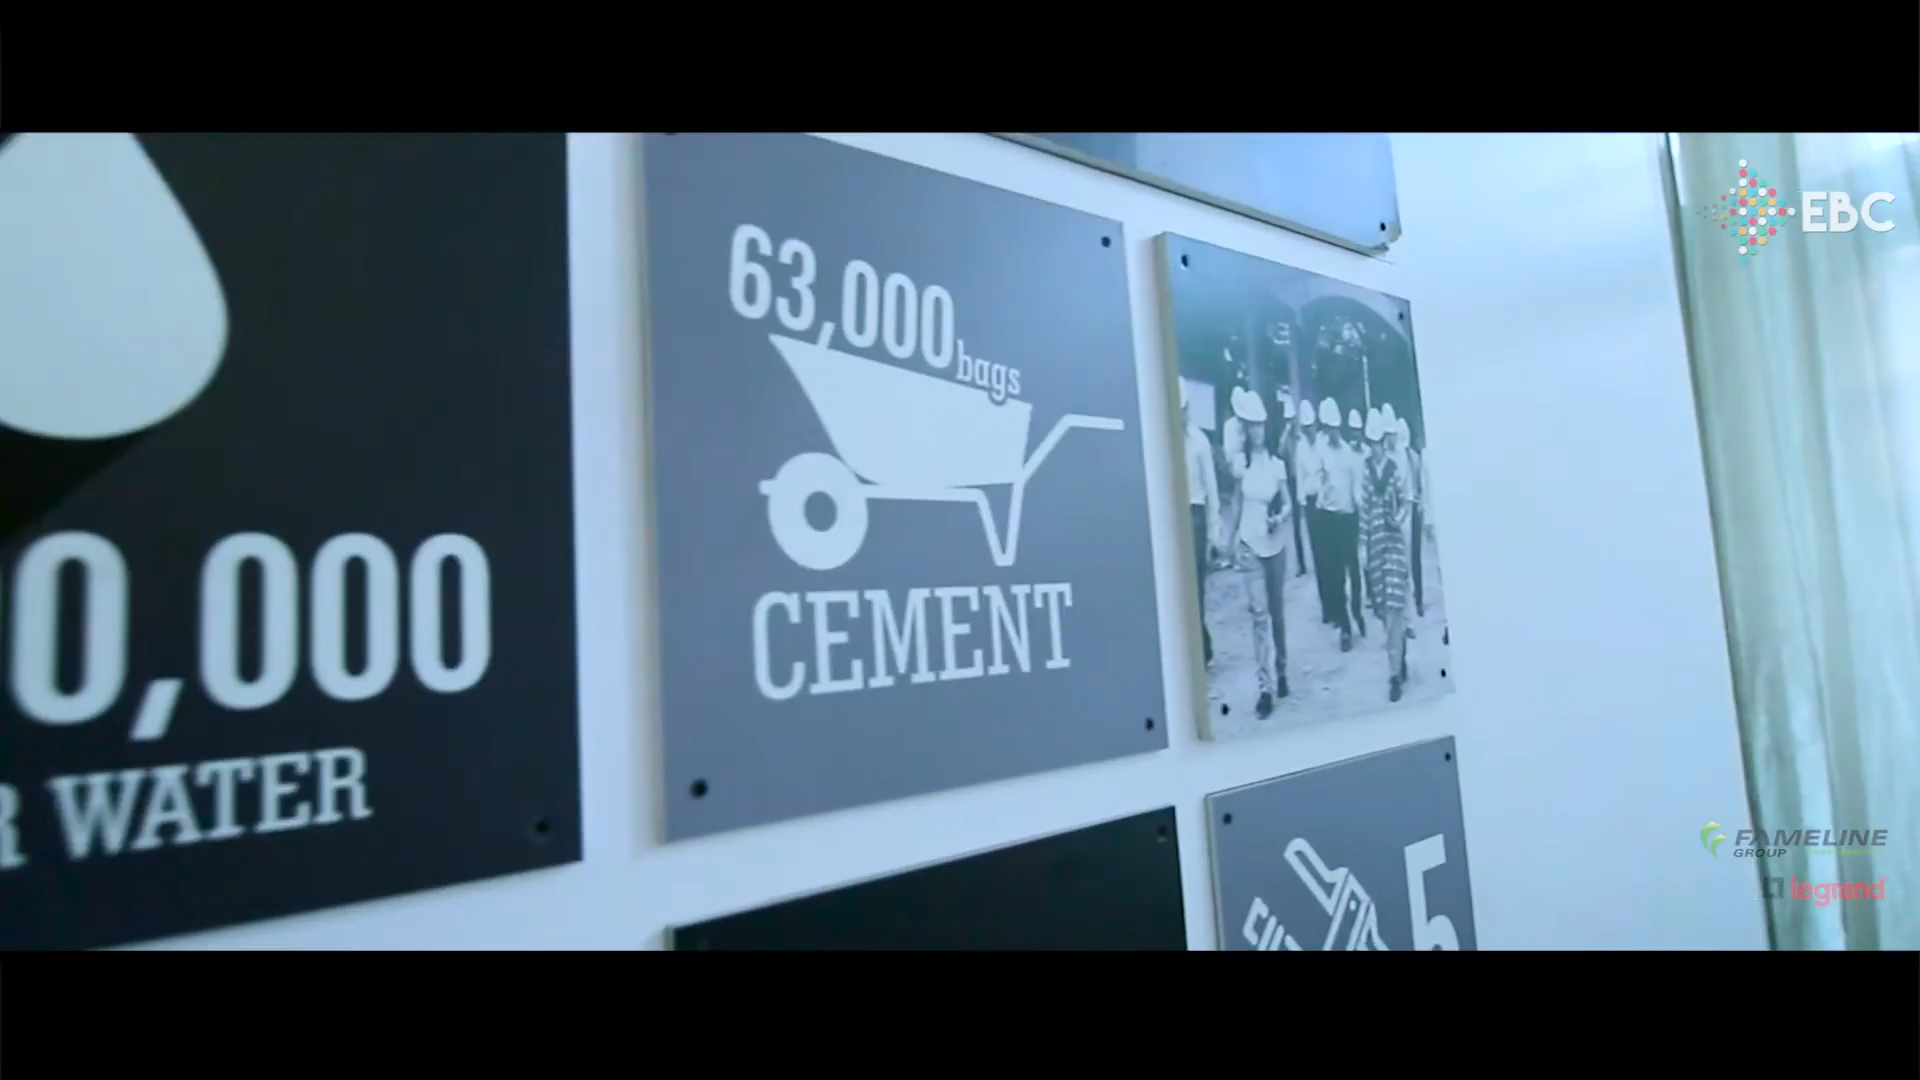 63,000 bags
CEMENT
0,000
WATER
5
EBC
FAMELINE
GROUP
legrand